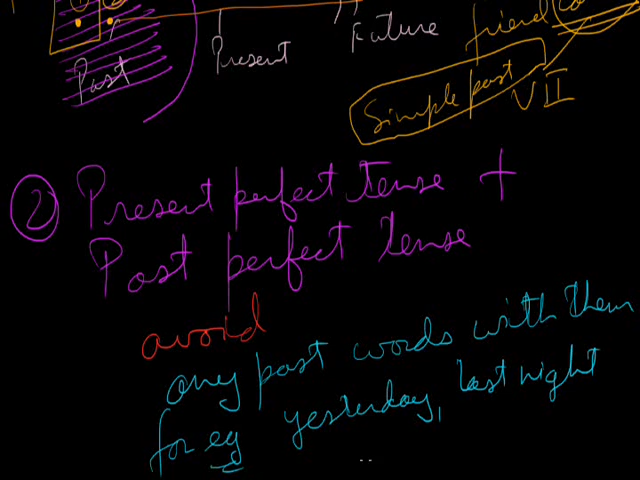 Past Present Future friend
Simple past VII
② Present perfect tense +
Past perfect tense
avoid
any past words with them
for eg yesterday, last night